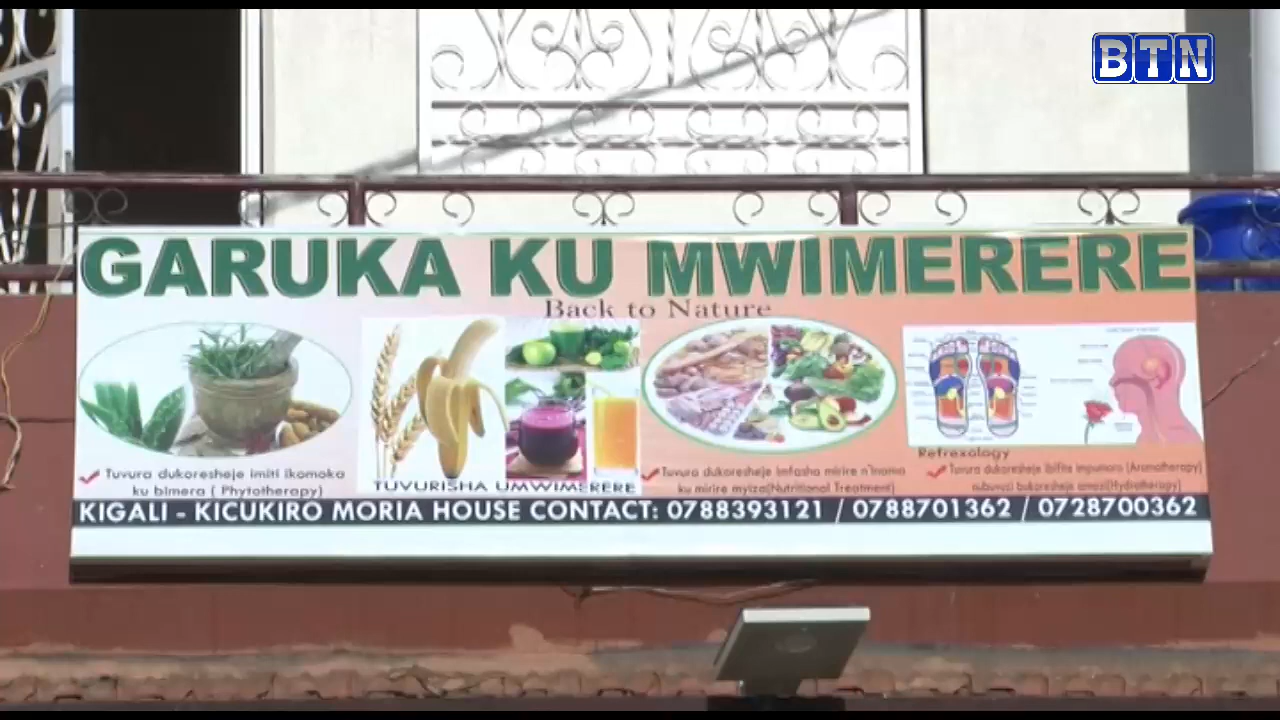 BTN
GARUKA KU MWIMERERE
Back to Nature
Tuvura dukoresheje imiti ikomoka
ku bimera ( Phytotherapy)
TUVURISHA UMWIMERERE
Tuvura dukoresheje imfasha mirire n'inama
ku mirire myiza(Nutritional Treatment)
Refrexology
Tuvura dukoresheje ibifite impumuro (Aromatherapy)
n'ubuvuzi bukoresheje amazi(Hydrotherapy)
KIGALI - KICUKIRO MORIA HOUSE CONTACT: 0788393121 / 0788701362 / 0728700362